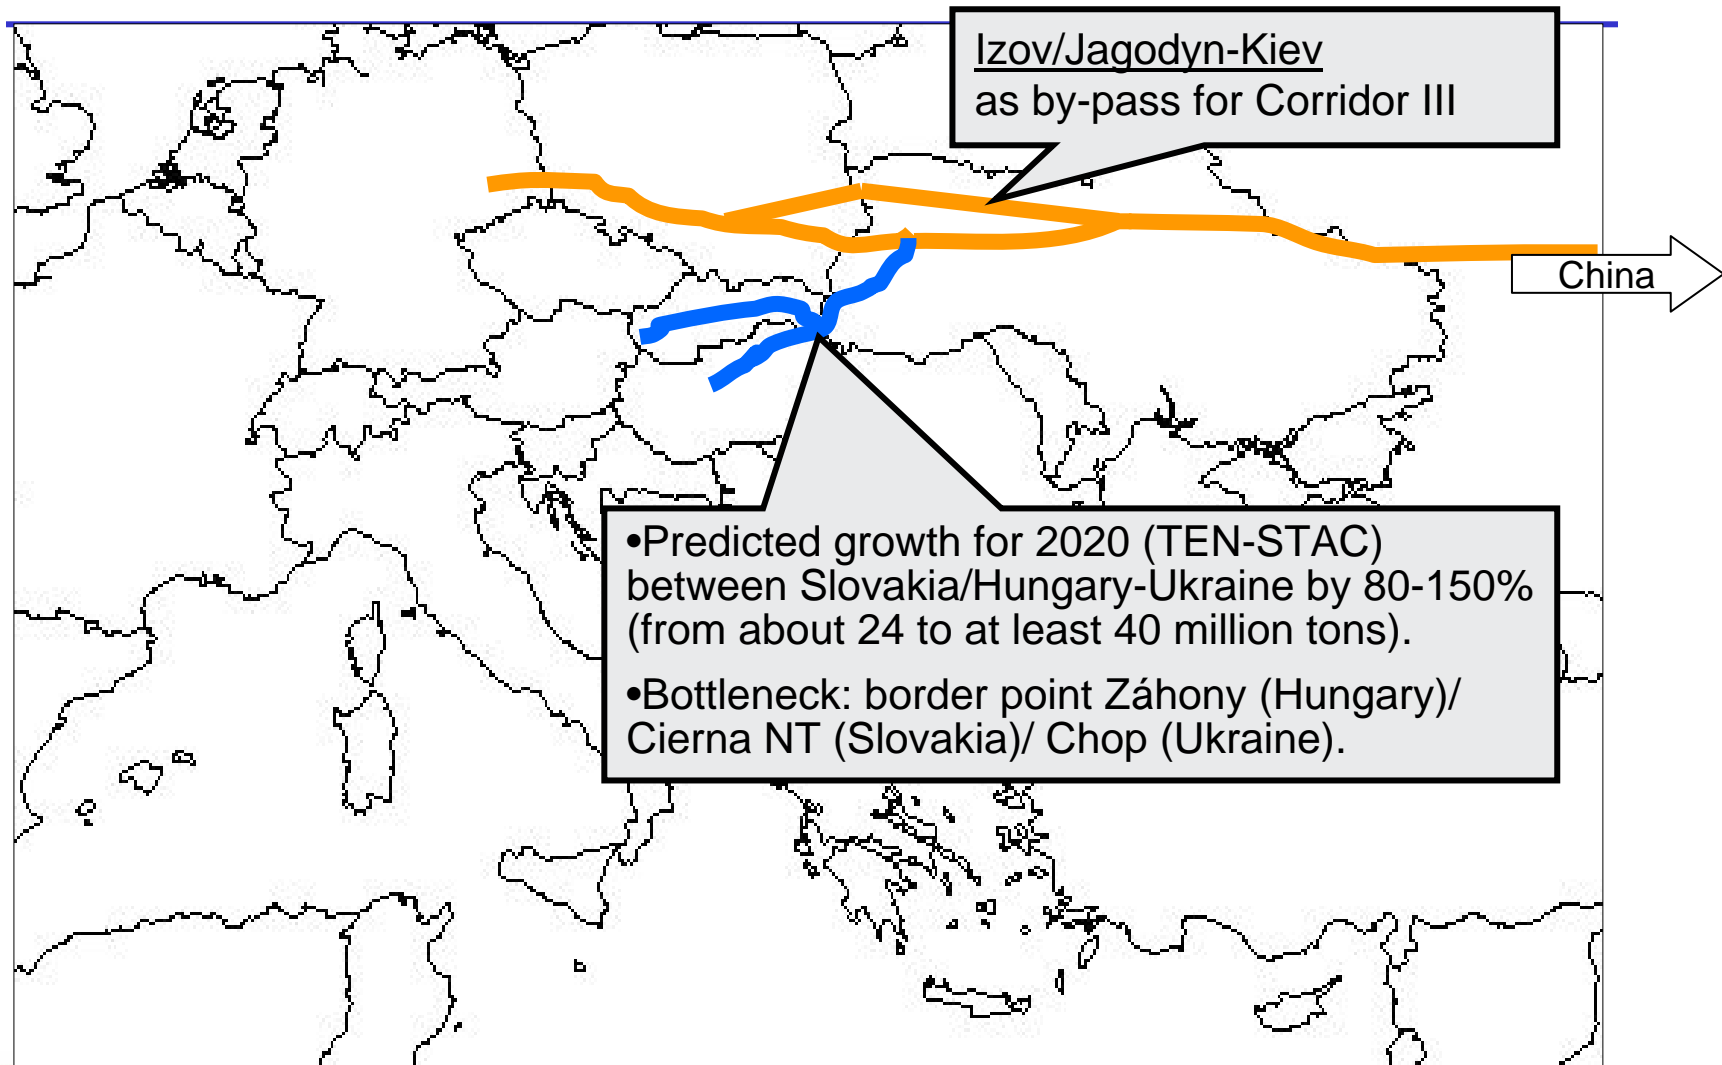 Izov/Jagodyn-Kiev
as by-pass for Corridor III
China
•Predicted growth for 2020 (TEN-STAC)
between Slovakia/Hungary-Ukraine by 80-150%
(from about 24 to at least 40 million tons).
•Bottleneck: border point Záhony (Hungary)/
Cierna NT (Slovakia)/ Chop (Ukraine).